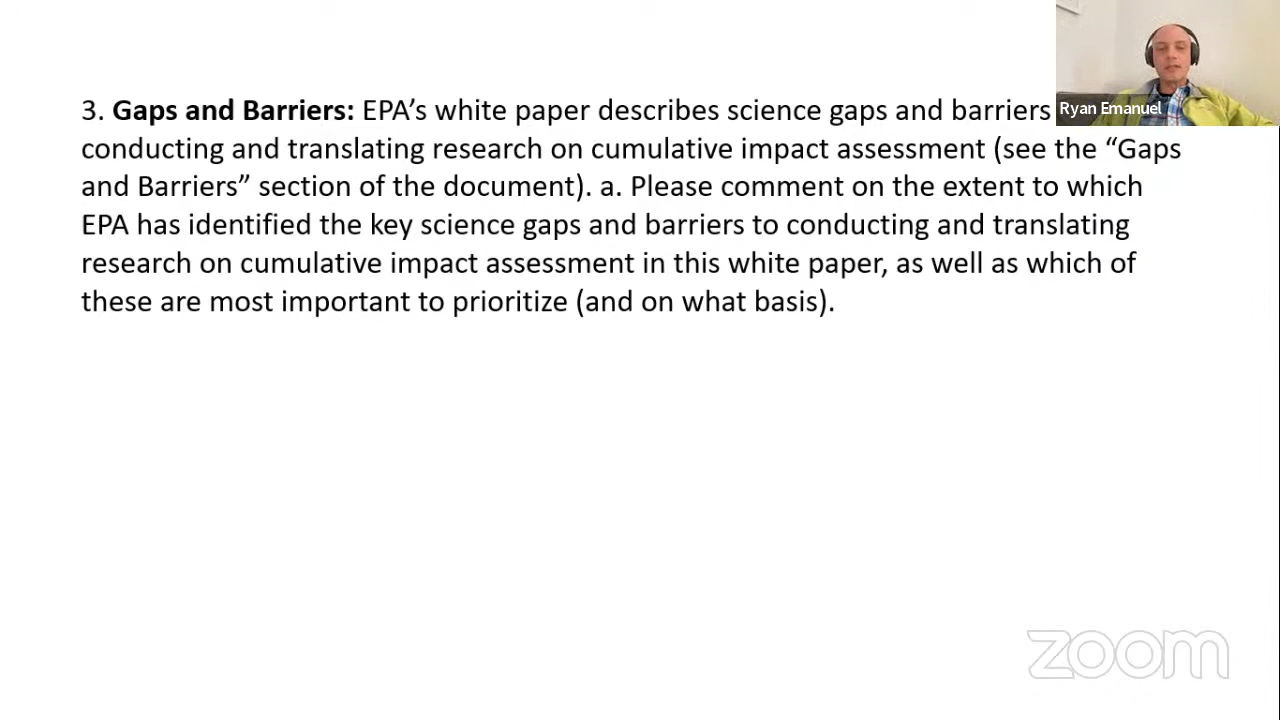 3. Gaps and Barriers: EPA’s white paper describes science gaps and barriers
conducting and translating research on cumulative impact assessment (see the “Gaps
and Barriers” section of the document). a. Please comment on the extent to which
EPA has identified the key science gaps and barriers to conducting and translating
research on cumulative impact assessment in this white paper, as well as which of
these are most important to prioritize (and on what basis).
Ryan Emanuel
zoom